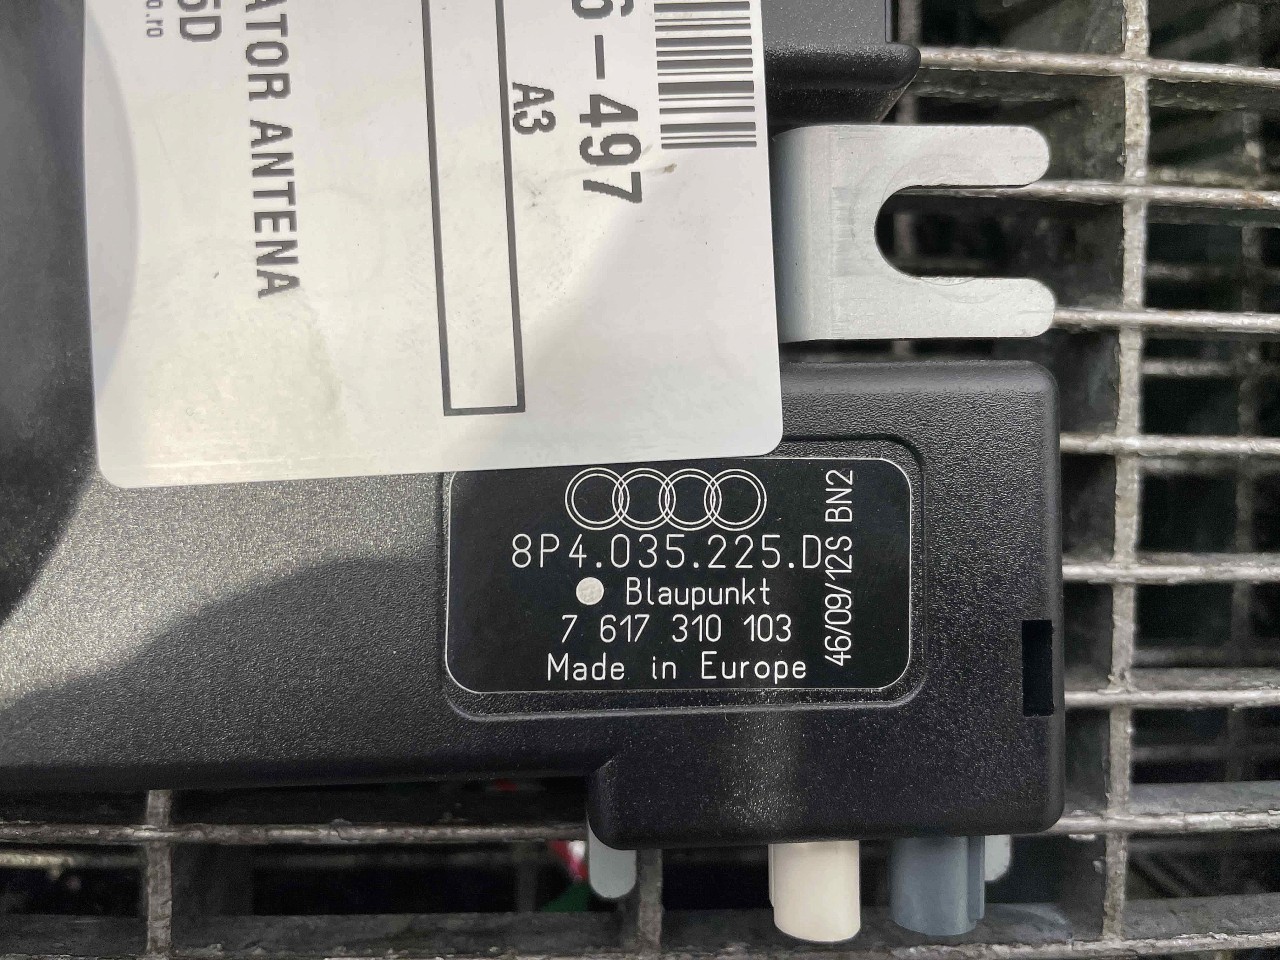 ATOR ANTENA
5D
o.ro
6-497
A3
8P4.035.225.D
Blaupunkt
7 617 310 103
Made in Europe
46/09/12S BN2